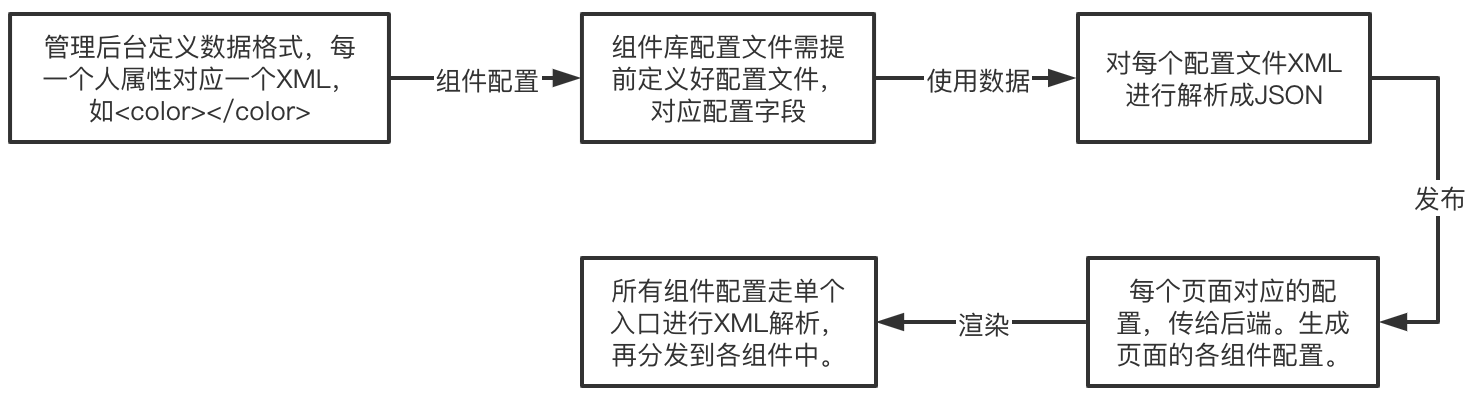 管理后台定义数据格式，每
一个人属性对应一个XML，
如<color></color>
组件配置
组件库配置文件需提
前定义好配置文件，
对应配置字段
使用数据
对每个配置文件XML
进行解析成JSON
发布
每个页面对应的配
置，传给后端。生成
页面的各组件配置。
渲染
所有组件配置走单个
入口进行XML解析，
再分发到各组件中。